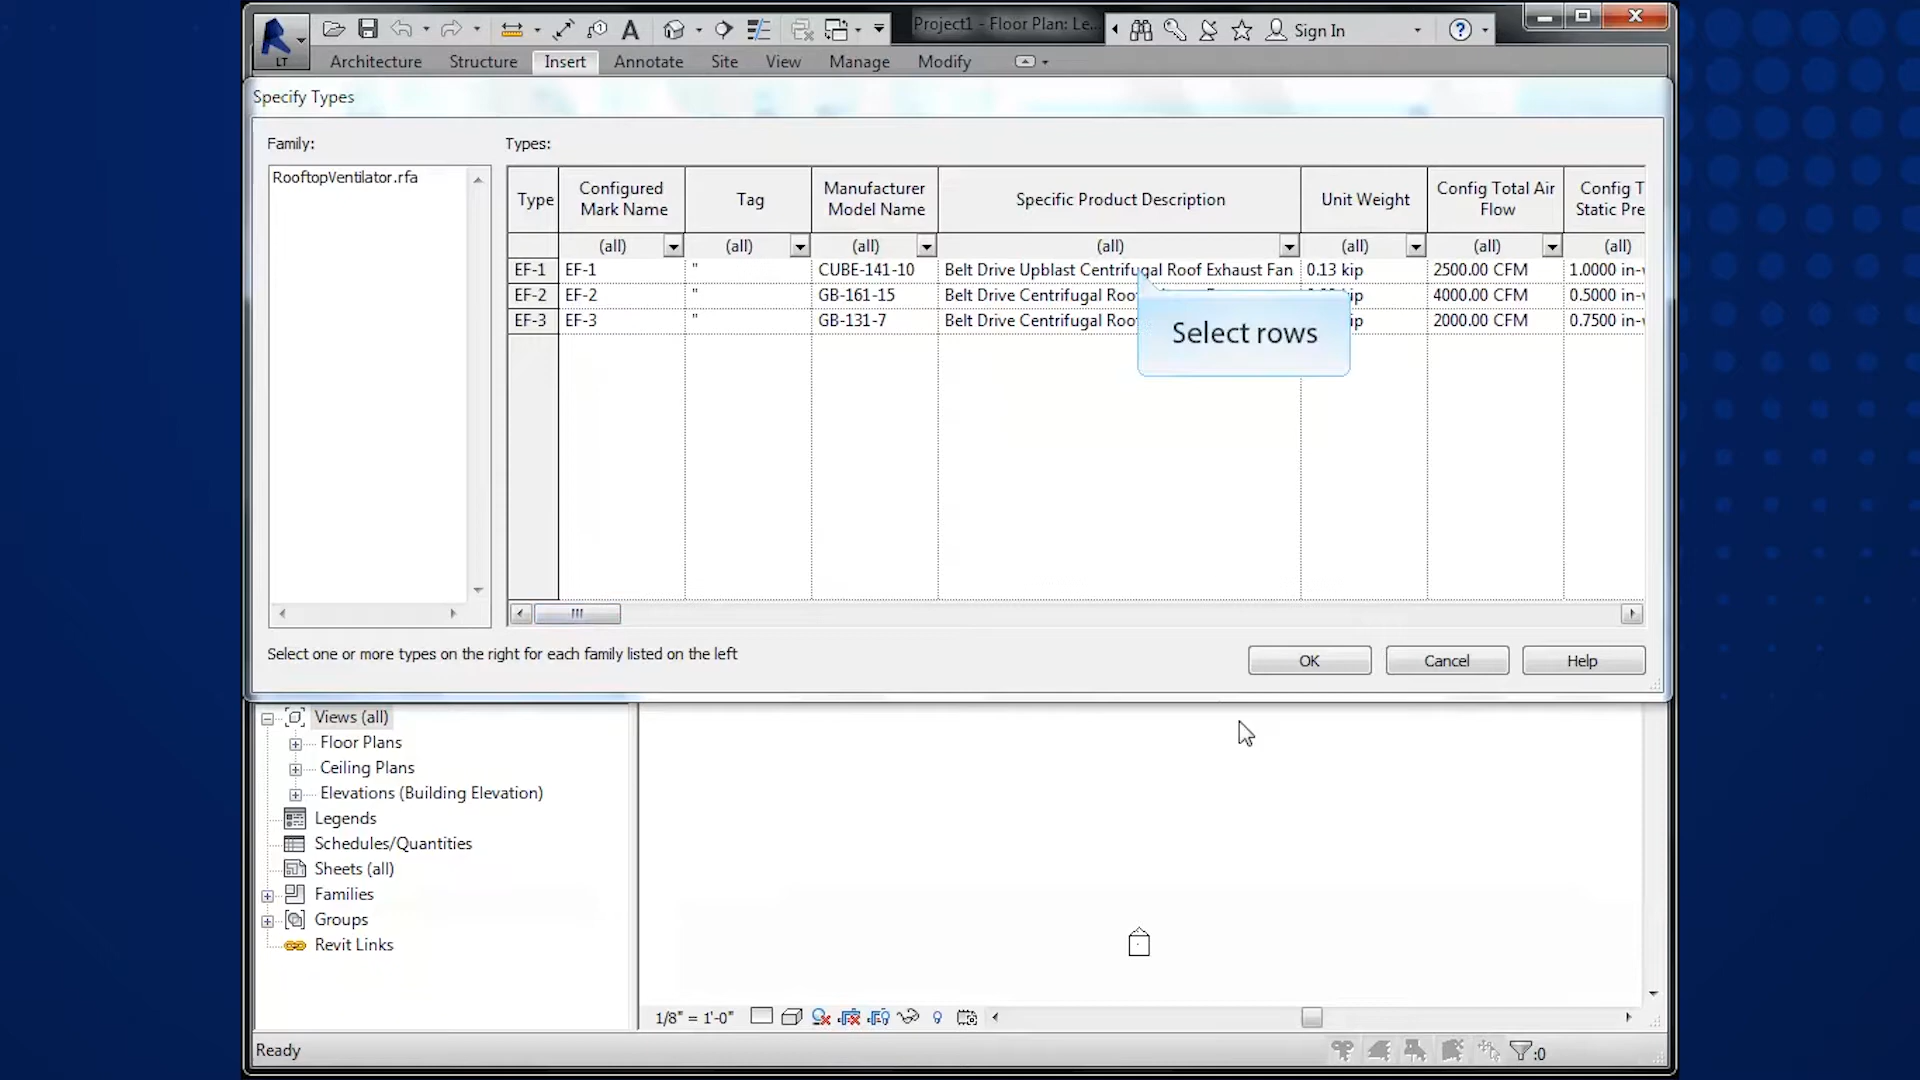 Project1 - Floor Plan: Le...
Sign In
LT
Architecture Structure Insert Annotate Site View Manage Modify
Specify Types
Family:
Types:
RooftopVentilator.rfa
Type
Configured Mark Name
Tag
Manufacturer Model Name
Specific Product Description
Unit Weight
Config Total Air Flow
Config T
Static Pre
(all) (all) (all) (all) (all) (all) (all)
EF-1 EF-1 " CUBE-141-10 Belt Drive Upblast Centrifugal Roof Exhaust Fan 0.13 kip 2500.00 CFM 1.0000 in-
EF-2 EF-2 " GB-161-15 Belt Drive Centrifugal Roo ip 4000.00 CFM 0.5000 in-
EF-3 EF-3 " GB-131-7 Belt Drive Centrifugal Roo ip 2000.00 CFM 0.7500 in-
Select rows
Select one or more types on the right for each family listed on the left
OK Cancel Help
Views (all)
Floor Plans
Ceiling Plans
Elevations (Building Elevation)
Legends
Schedules/Quantities
Sheets (all)
Families
Groups
Revit Links
1/8" = 1'-0"
Ready
:0